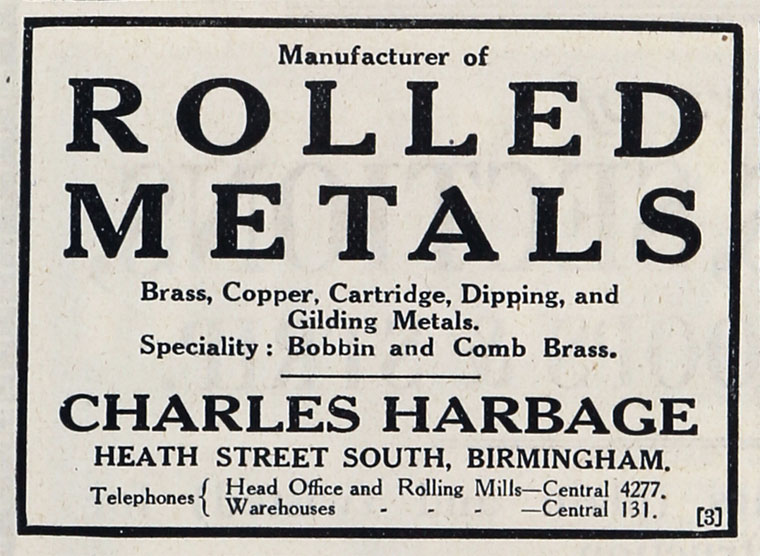 Manufacturer of
ROLLED
METALS
Brass, Copper, Cartridge, Dipping, and
Gilding Metals.
Speciality: Bobbin and Comb Brass.
CHARLES HARBAGE
HEATH STREET SOUTH, BIRMINGHAM.
Telephones { Head Office and Rolling Mills—Central 4277.
Warehouses - - - —Central 131.
[3]